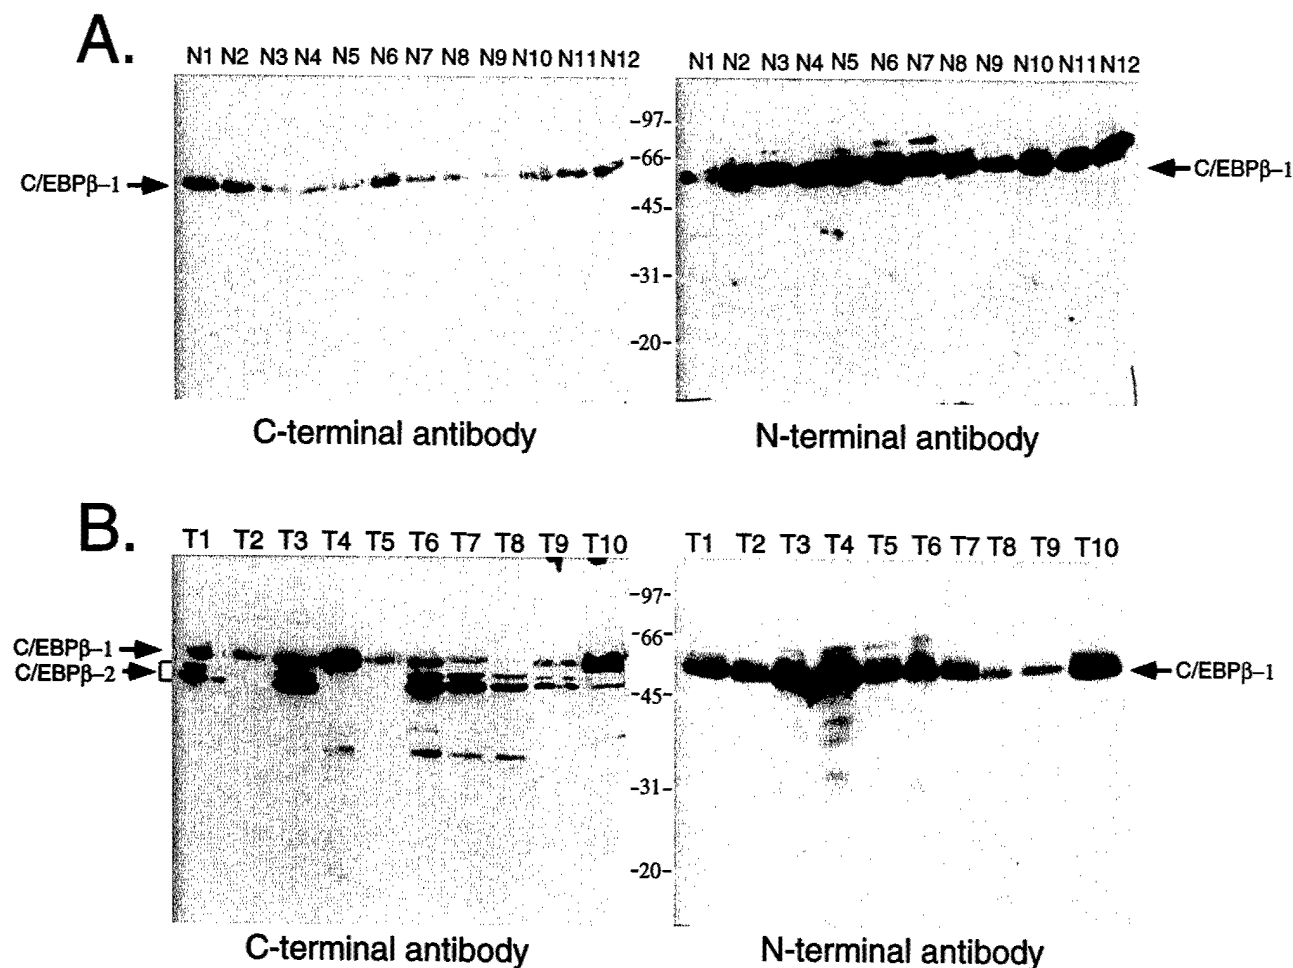 A.
N1 N2 N3 N4 N5 N6 N7 N8 N9 N10 N11 N12
N1 N2 N3 N4 N5 N6 N7 N8 N9 N10 N11 N12
C/EBPβ–1
-97-
-66-
-45-
-31-
-20-
C/EBPβ–1
C-terminal antibody
N-terminal antibody
B.
T1 T2 T3 T4 T5 T6 T7 T8 T9 T10
T1 T2 T3 T4 T5 T6 T7 T8 T9 T10
C/EBPβ–1
C/EBPβ–2
-97-
-66-
-45-
-31-
-20-
C/EBPβ–1
C-terminal antibody
N-terminal antibody